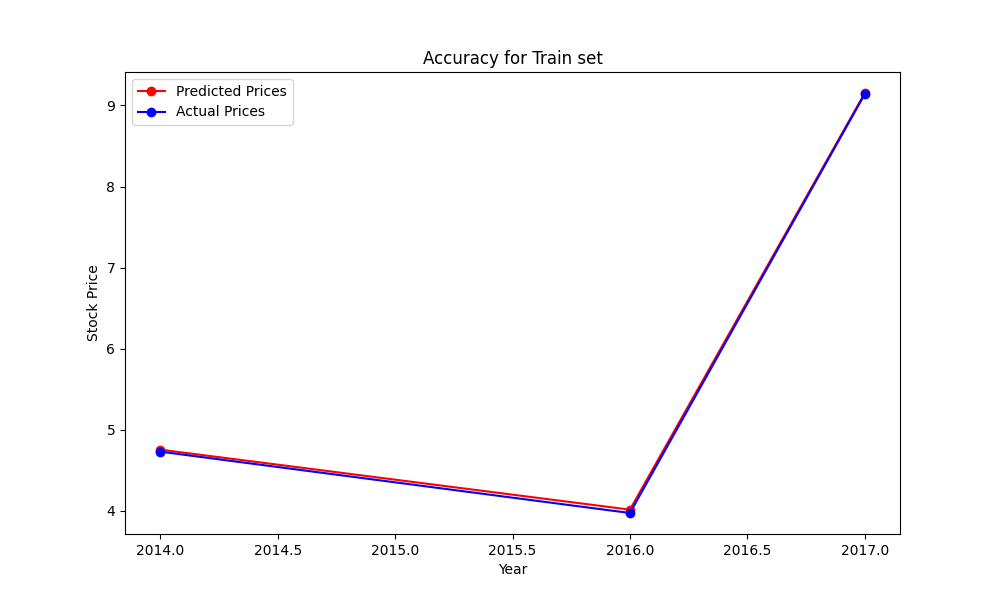 Accuracy for Train set
Predicted Prices
Actual Prices
9
8
7
6
5
4
Stock Price
2014.0 2014.5 2015.0 2015.5 2016.0 2016.5 2017.0
Year